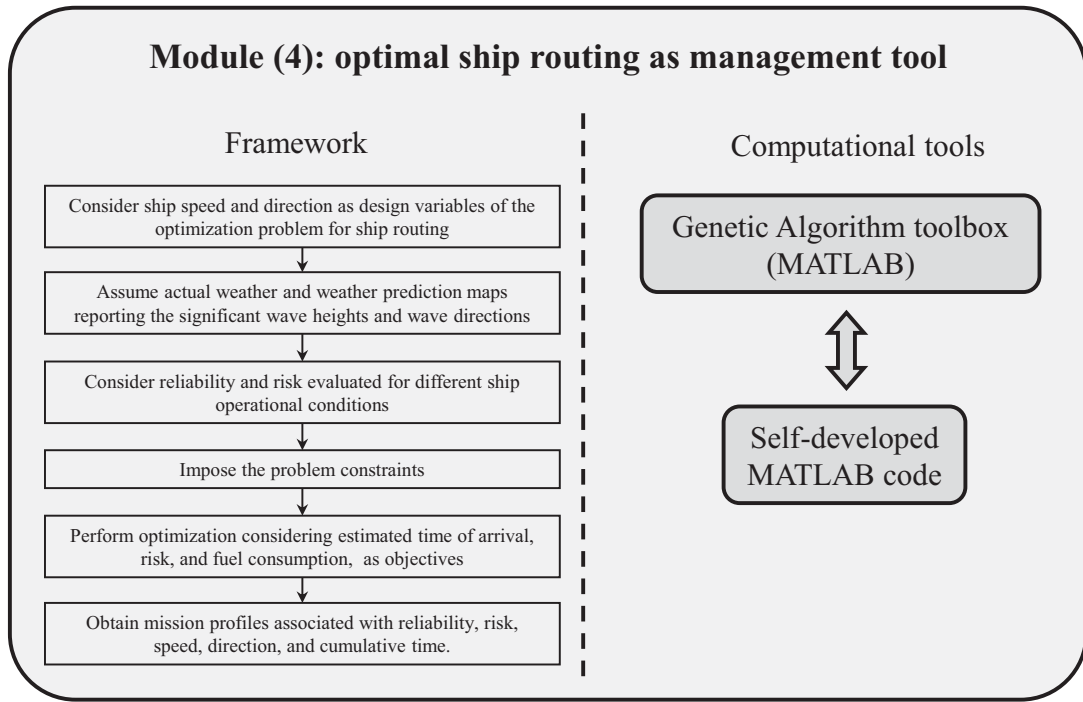 Module (4): optimal ship routing as management tool
Framework
Consider ship speed and direction as design variables of the
optimization problem for ship routing
Assume actual weather and weather prediction maps
reporting the significant wave heights and wave directions
Consider reliability and risk evaluated for different ship
operational conditions
Impose the problem constraints
Perform optimization considering estimated time of arrival,
risk, and fuel consumption, as objectives
Obtain mission profiles associated with reliability, risk,
speed, direction, and cumulative time.
Computational tools
Genetic Algorithm toolbox
(MATLAB)
Self-developed
MATLAB code